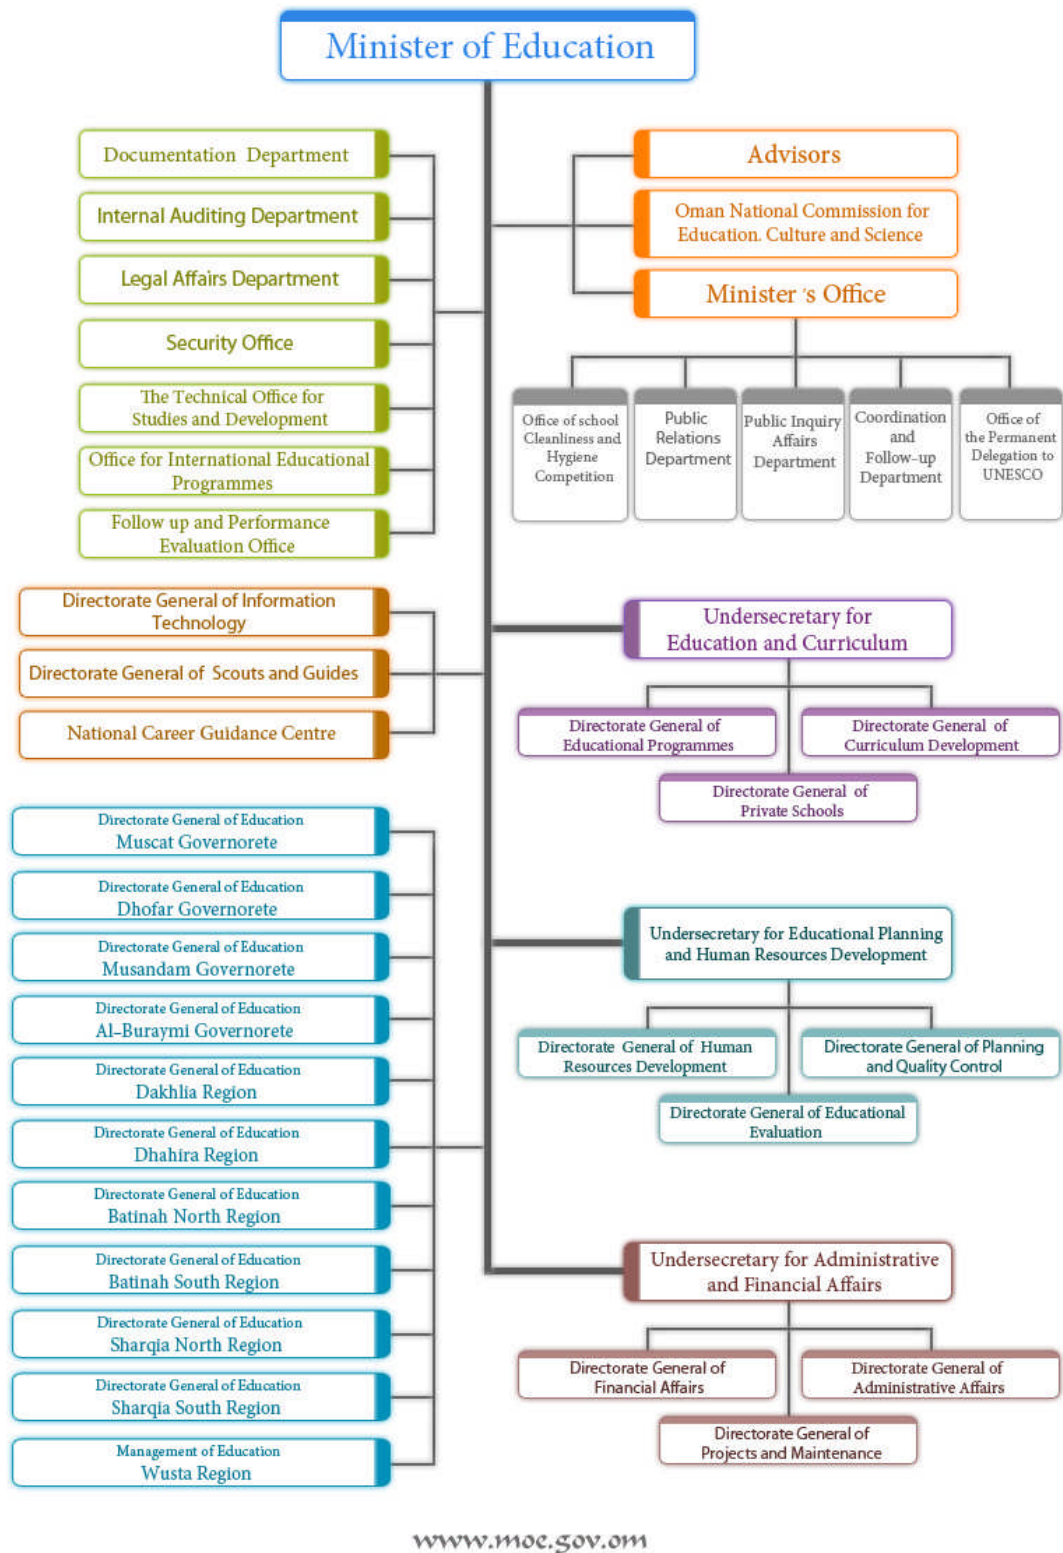 Minister of Education
Documentation Department
Internal Auditing Department
Legal Affairs Department
Security Office
The Technical Office for
Studies and Development
Office for International Educational
Programmes
Follow up and Performance
Evaluation Office
Advisors
Oman National Commission for
Education. Culture and Science
Minister 's Office
Office of school
Cleanliness and
Hygiene
Competition
Public
Relations
Department
Public Inquiry
Affairs
Department
Coordination
and
Follow-up
Department
Office of
the Permanent
Delegation to
UNESCO
Directorate General of Information
Technology
Directorate General of Scouts and Guides
National Career Guidance Centre
Undersecretary for
Education and Curriculum
Directorate General of
Educational Programmes
Directorate General of
Curriculum Development
Directorate General of
Private Schools
Directorate General of Education
Muscat Governorete
Directorate General of Education
Dhofar Governorete
Directorate General of Education
Musandam Governorete
Directorate General of Education
Al-Buraymi Governorete
Directorate General of Education
Dakhlia Region
Directorate General of Education
Dhahira Region
Directorate General of Education
Batinah North Region
Directorate General of Education
Batinah South Region
Directorate General of Education
Sharqia North Region
Directorate General of Education
Sharqia South Region
Management of Education
Wusta Region
Undersecretary for Educational Planning
and Human Resources Development
Directorate General of Human
Resources Development
Directorate General of Planning
and Quality Control
Directorate General of Educational
Evaluation
Undersecretary for Administrative
and Financial Affairs
Directorate General of
Financial Affairs
Directorate General of
Administrative Affairs
Directorate General of
Projects and Maintenance
www.moe.gov.om